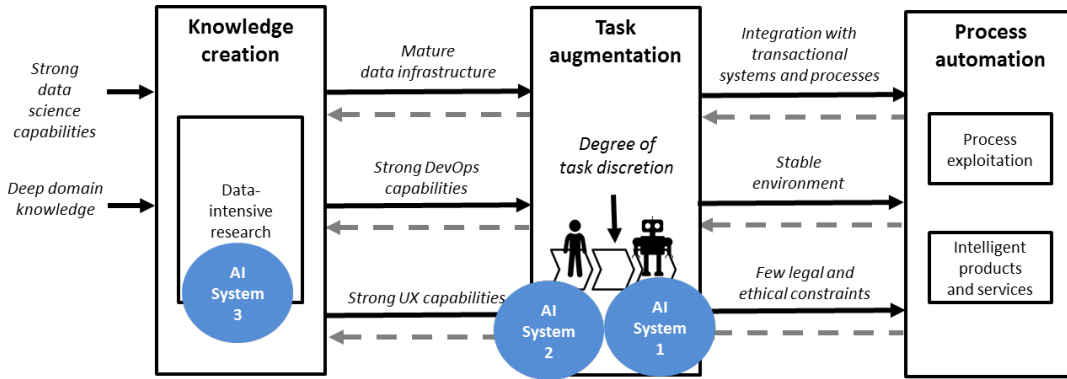 Knowledge
creation
Strong
data
science
capabilities
Deep domain
knowledge
Data-
intensive
research
AI
System
3
Mature
data infrastructure
Strong DevOps
capabilities
Strong UX capabilities
Task
augmentation
Degree of
task discretion
AI
System
2
AI
System
1
Integration with
transactional
systems and processes
Stable
environment
Few legal and
ethical constraints
Process
automation
Process
exploitation
Intelligent
products
and services